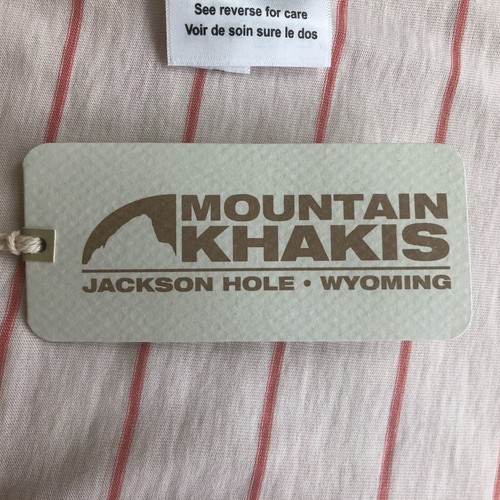 See reverse for care
Voir de soin sure le dos
MOUNTAIN
KHAKIS
JACKSON HOLE • WYOMING